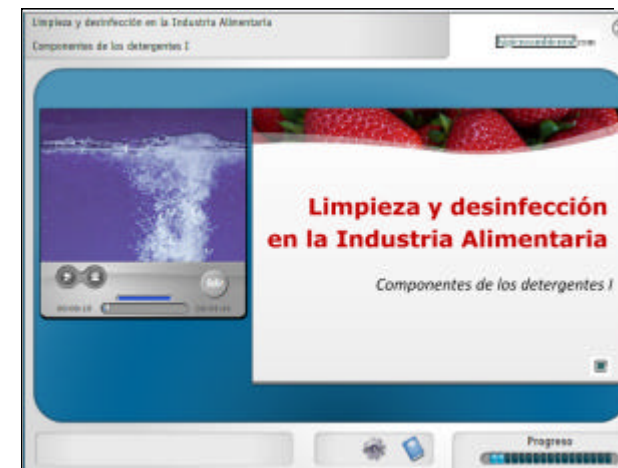 Limpieza y desinfección en la Industria Alimentaria
Componentes de los detergentes I
Limpieza y desinfección
en la Industria Alimentaria
Componentes de los detergentes I
Progreso